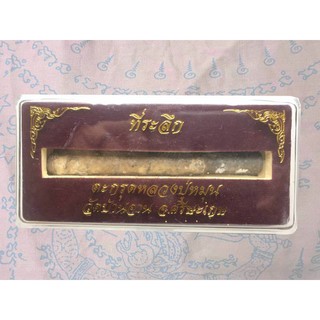 ที่ระลึก
ตะกรุดหลวงปู่หมุน
วัดบ้านจาน จ.ศรีสะเกษ